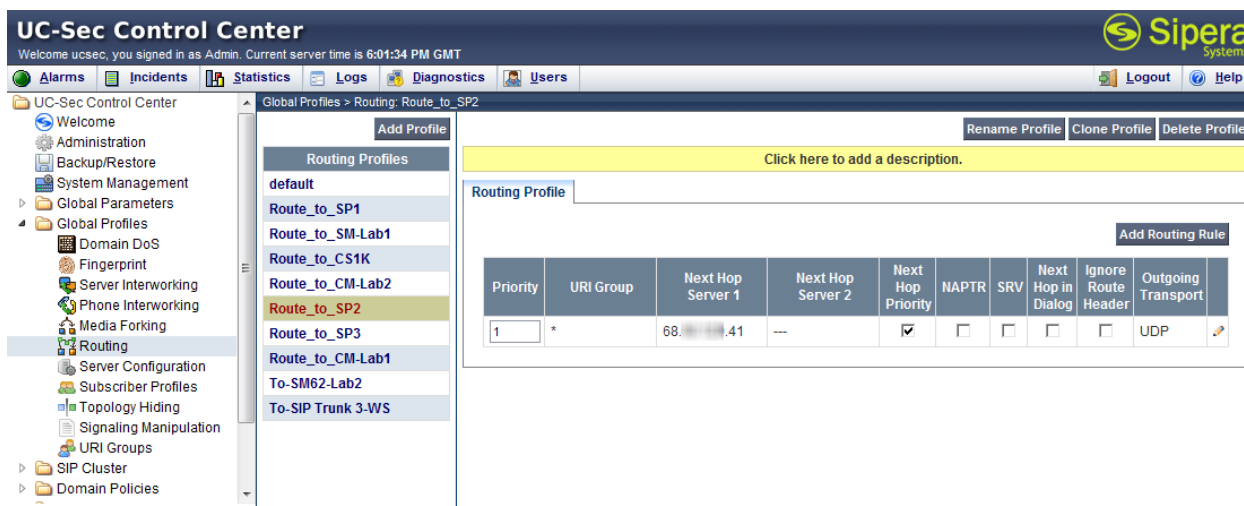 UC-Sec Control Center
Sipera
Systems
Welcome ucsec, you signed in as Admin. Current server time is 6:01:34 PM GMT
Alarms Incidents Statistics Logs Diagnostics Users Logout Help
UC-Sec Control Center
Welcome
Administration
Backup/Restore
System Management
Global Parameters
Global Profiles
Domain DoS
Fingerprint
Server Interworking
Phone Interworking
Media Forking
Routing
Server Configuration
Subscriber Profiles
Topology Hiding
Signaling Manipulation
URI Groups
SIP Cluster
Domain Policies
Global Profiles > Routing: Route_to_SP2
Add Profile
Routing Profiles
default
Route_to_SP1
Route_to_SM-Lab1
Route_to_CS1K
Route_to_CM-Lab2
Route_to_SP2
Route_to_SP3
Route_to_CM-Lab1
To-SM62-Lab2
To-SIP Trunk 3-WS
Rename Profile Clone Profile Delete Profile
Click here to add a description.
Routing Profile
Add Routing Rule
Priority URI Group Next Hop Server 1 Next Hop Server 2 Next Hop Priority NAPTR SRV Next Hop in Dialog Ignore Route Header Outgoing Transport
1 * 68. .41 --- UDP